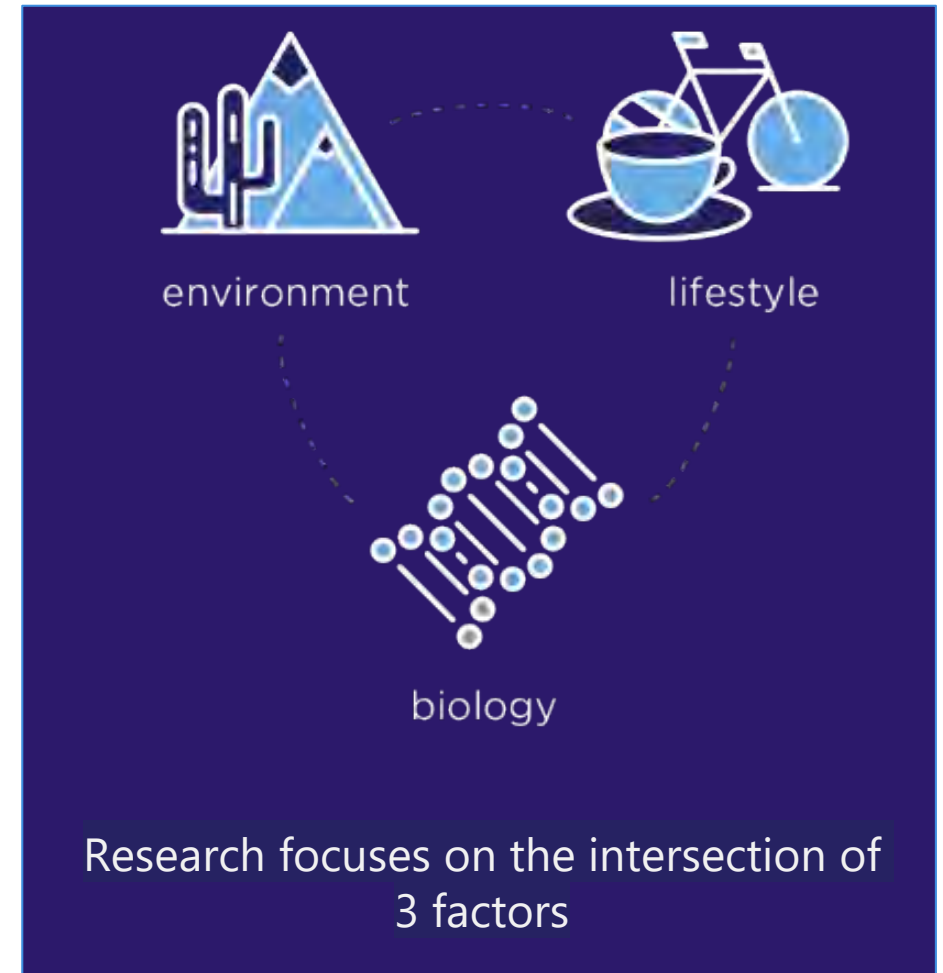 environment
lifestyle
biology
Research focuses on the intersection of
3 factors